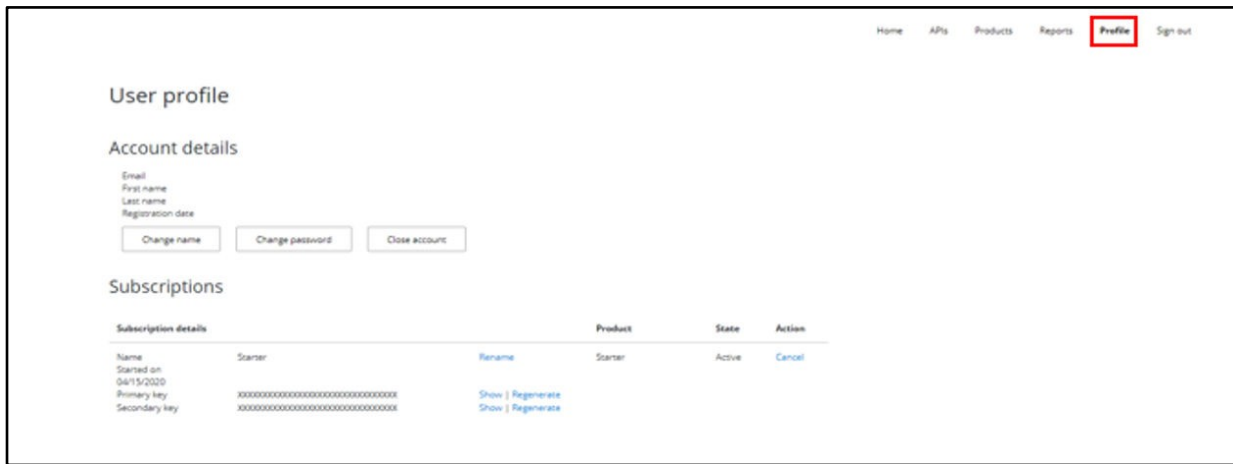 Home APIs Products Reports Profile Sign out
User profile
Account details
Email
First name
Last name
Registration date
Change name Change password Close account
Subscriptions
Subscription details Product State Action
Name Starter Rename Starter Active Cancel
Started on
04/15/2020
Primary key XXXXXXXXXXXXXXXXXXXXXXXXXXXXXXXX Show | Regenerate
Secondary key XXXXXXXXXXXXXXXXXXXXXXXXXXXXXXXX Show | Regenerate